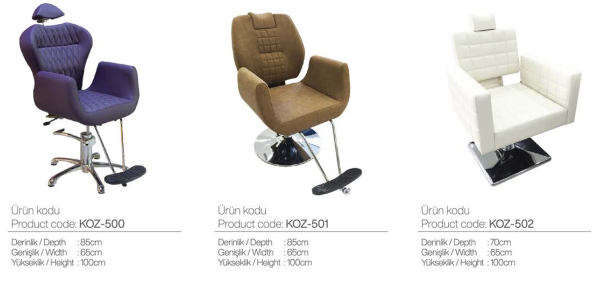 Ürün kodu
Product code: KOZ-500
Derinlik / Depth : 85cm
Genişlik / Width : 65cm
Yükseklik / Height : 100cm
Ürün kodu
Product code: KOZ-501
Derinlik / Depth : 85cm
Genişlik / Width : 65cm
Yükseklik / Height : 100cm
Ürün kodu
Product code: KOZ-502
Derinlik / Depth : 70cm
Genişlik / Width : 65cm
Yükseklik / Height : 100cm